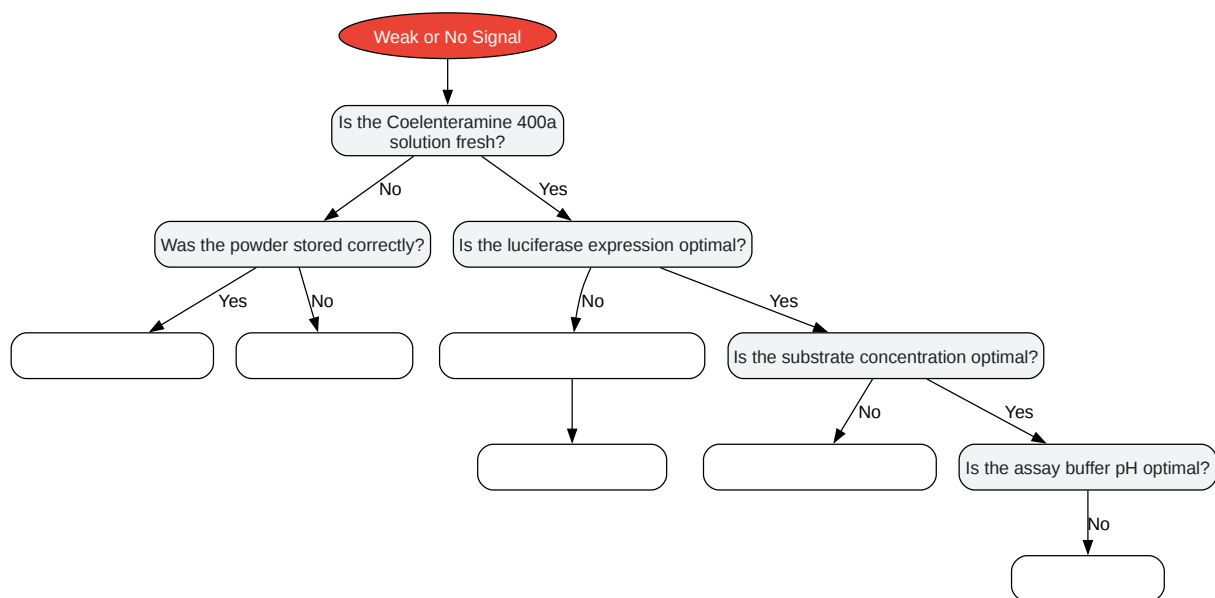 Weak or No Signal
Is the Coelenteramine 400a
solution fresh?
No
Yes
Was the powder stored correctly?
Is the luciferase expression optimal?
Yes
No
No
Yes
Is the substrate concentration optimal?
No
Yes
Is the assay buffer pH optimal?
No